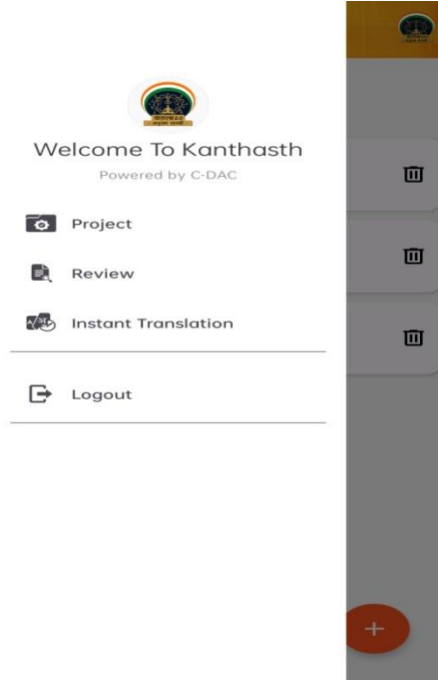 Welcome To Kanthasth
Powered by C-DAC
Project
Review
Instant Translation
Logout